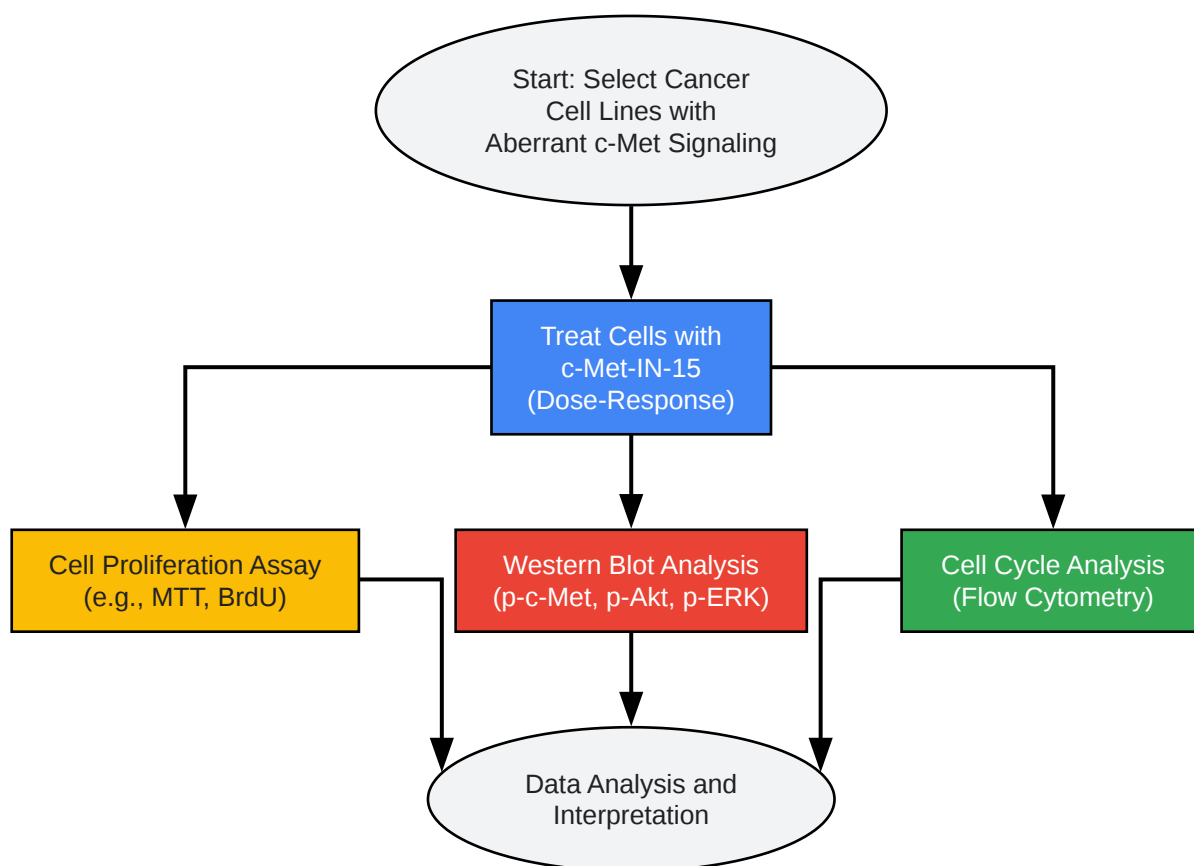 Start: Select Cancer
Cell Lines with
Aberrant c-Met Signaling
Treat Cells with
c-Met-IN-15
(Dose-Response)
Cell Proliferation Assay
(e.g., MTT, BrdU)
Western Blot Analysis
(p-c-Met, p-Akt, p-ERK)
Cell Cycle Analysis
(Flow Cytometry)
Data Analysis and
Interpretation